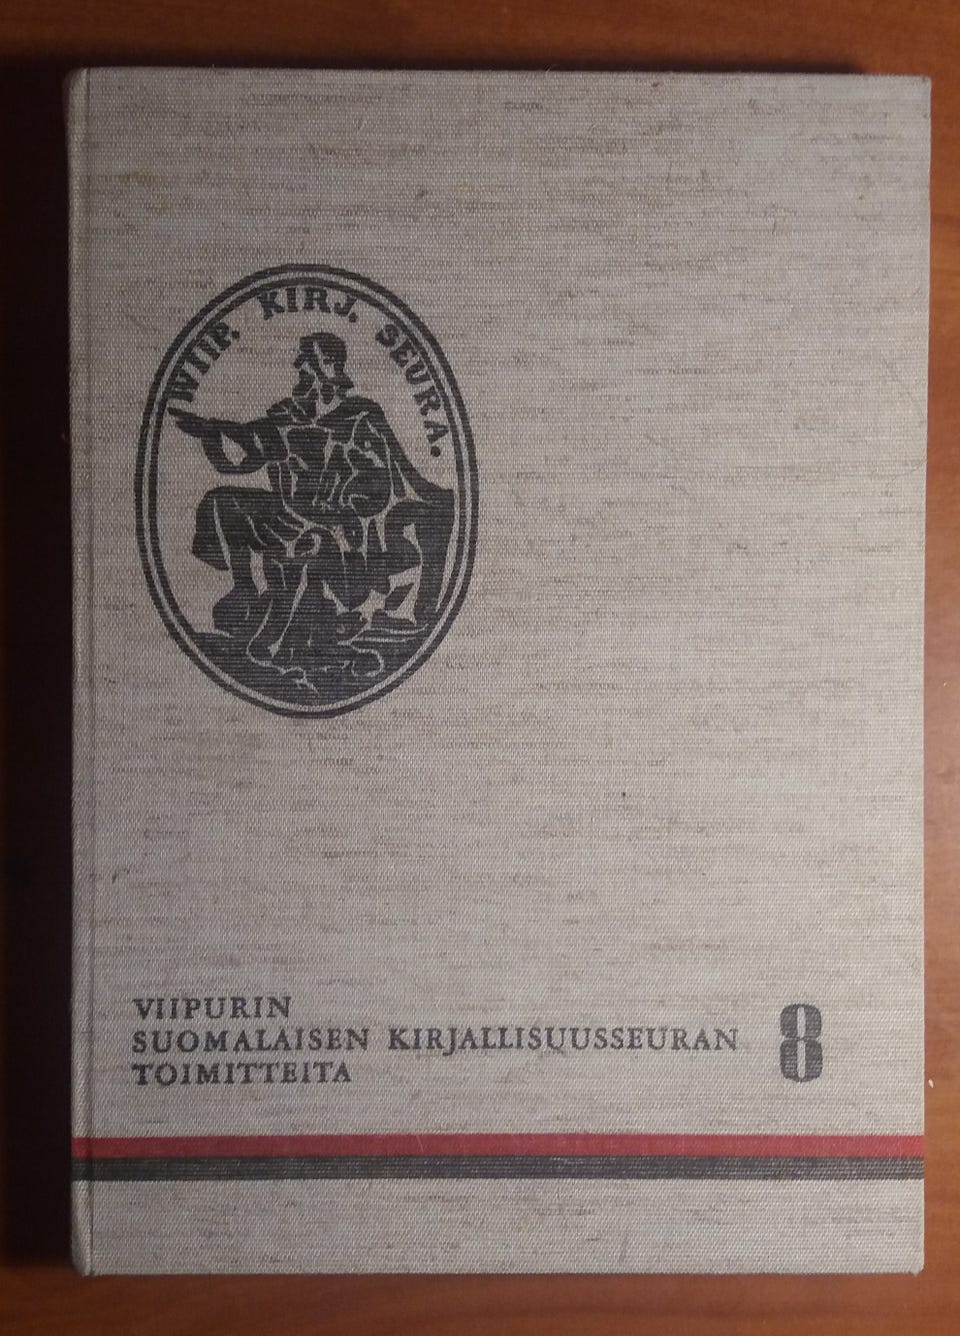 WIIP. KIRJ. SEURA.
VIIPURIN
SUOMALAISEN KIRJALLISUUSSEURAN
TOIMITTEITA
8